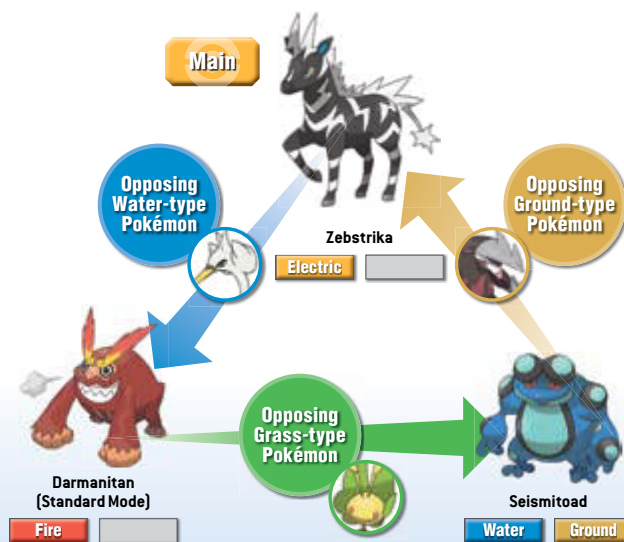 Main
Opposing
Water-type
Pokémon
Opposing
Ground-type
Pokémon
Zebstrika
Electric
Opposing
Grass-type
Pokémon
Darmanitan
(Standard Mode)
Fire
Seismitoad
Water Ground